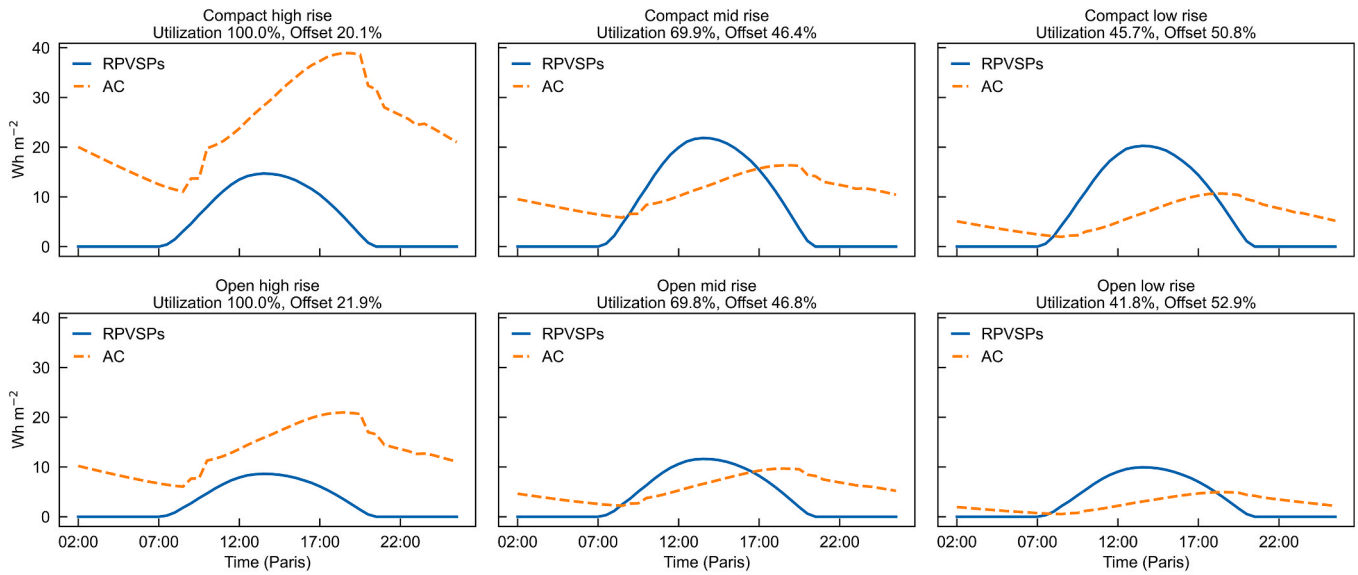 Compact high rise
Utilization 100.0%, Offset 20.1%
Compact mid rise
Utilization 69.9%, Offset 46.4%
Compact low rise
Utilization 45.7%, Offset 50.8%
40
30
20
10
0
Wh m⁻²
RPVSPs
AC
RPVSPs
AC
RPVSPs
AC
Open high rise
Utilization 100.0%, Offset 21.9%
Open mid rise
Utilization 69.8%, Offset 46.8%
Open low rise
Utilization 41.8%, Offset 52.9%
40
30
20
10
0
Wh m⁻²
RPVSPs
AC
RPVSPs
AC
RPVSPs
AC
02:00 07:00 12:00 17:00 22:00
02:00 07:00 12:00 17:00 22:00
02:00 07:00 12:00 17:00 22:00
Time (Paris)
Time (Paris)
Time (Paris)